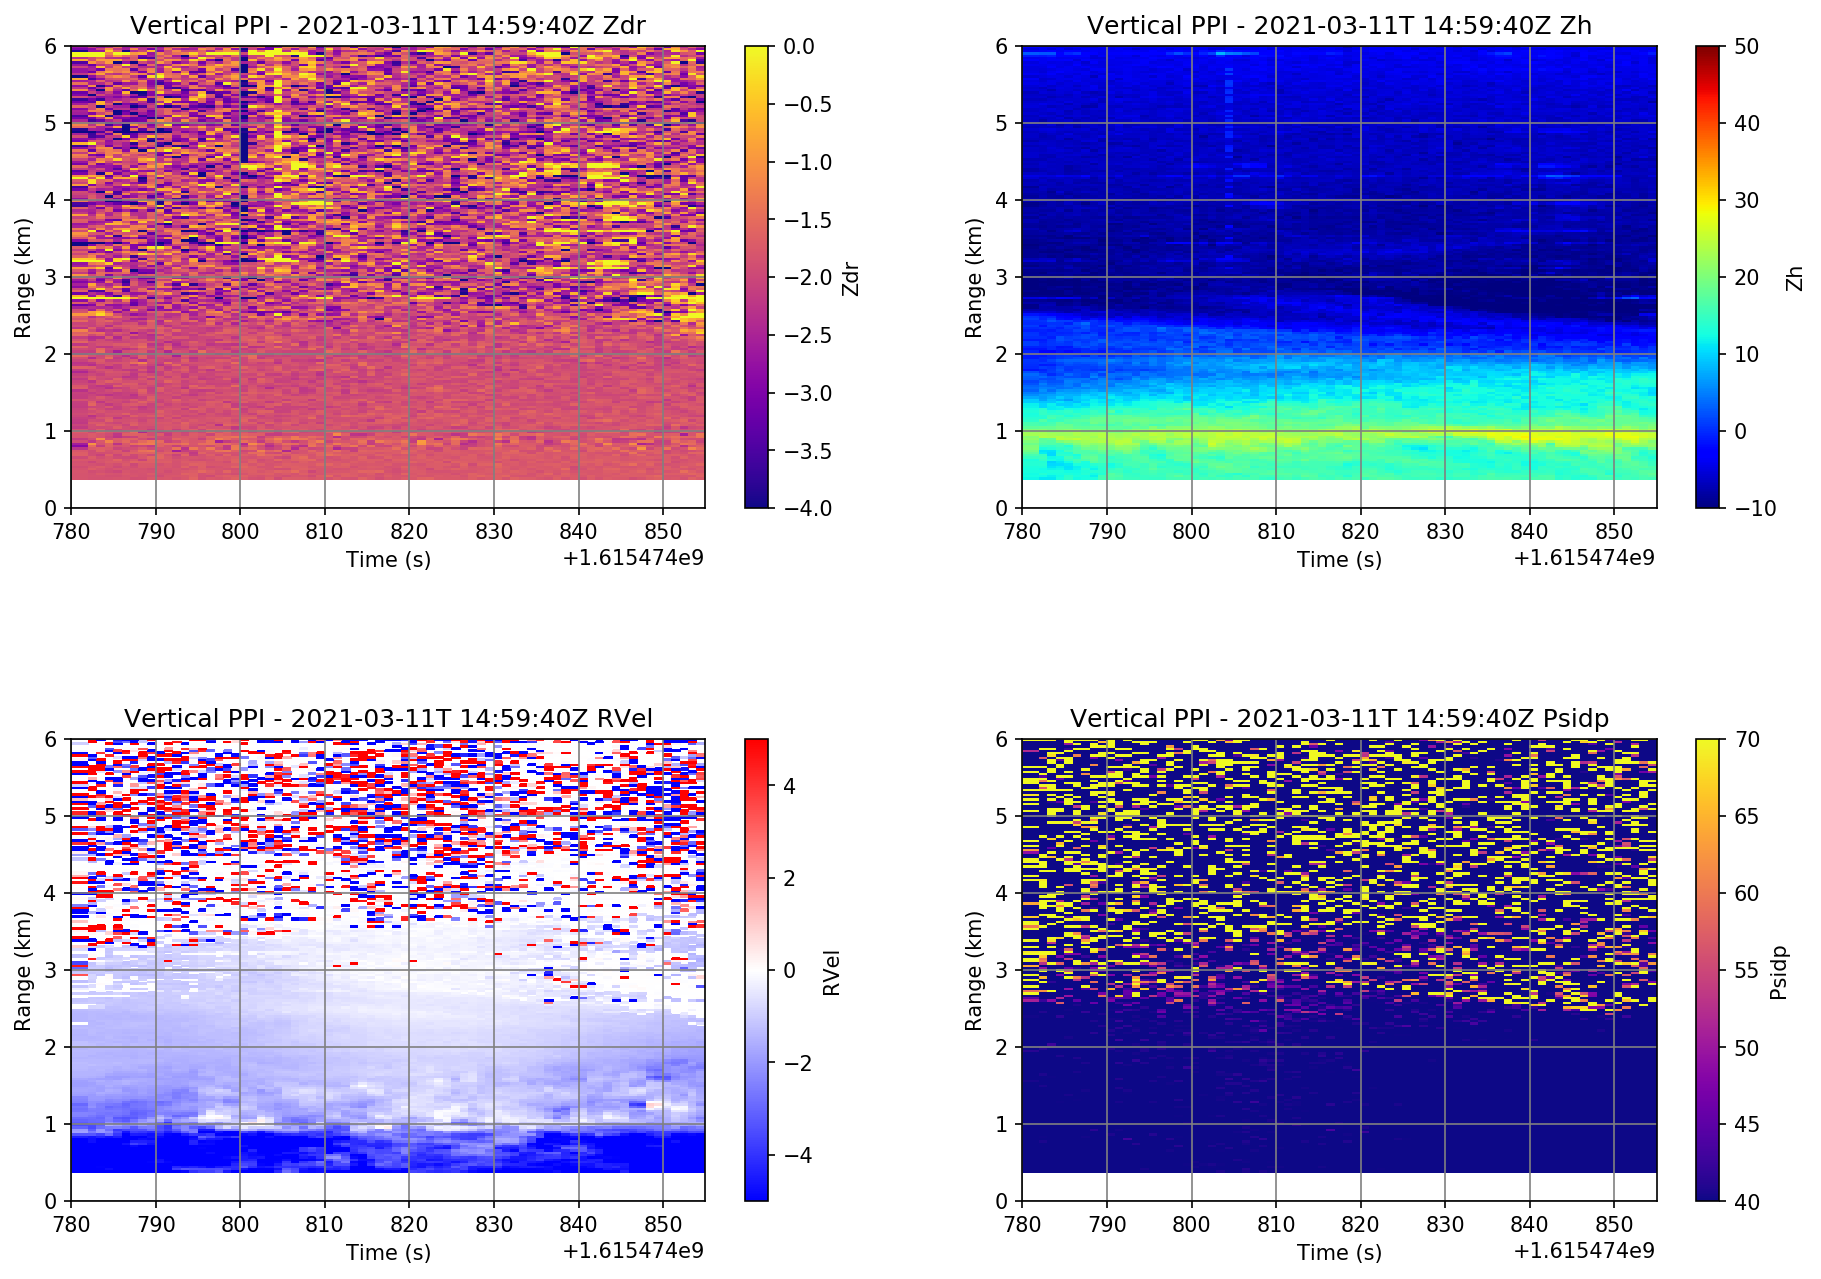 Vertical PPI - 2021-03-11T 14:59:40Z Zdr
6
5
4
3
2
1
0
Range (km)
780 790 800 810 820 830 840 850
Time (s)
+1.615474e9
0.0
−0.5
−1.0
−1.5
−2.0
−2.5
−3.0
−3.5
−4.0
Zdr
Vertical PPI - 2021-03-11T 14:59:40Z Zh
6
5
4
3
2
1
0
Range (km)
780 790 800 810 820 830 840 850
Time (s)
+1.615474e9
50
40
30
20
10
0
−10
Zh
Vertical PPI - 2021-03-11T 14:59:40Z RVel
6
5
4
3
2
1
0
Range (km)
780 790 800 810 820 830 840 850
Time (s)
+1.615474e9
4
2
0
−2
−4
RVel
Vertical PPI - 2021-03-11T 14:59:40Z Psidp
6
5
4
3
2
1
0
Range (km)
780 790 800 810 820 830 840 850
Time (s)
+1.615474e9
70
65
60
55
50
45
40
Psidp